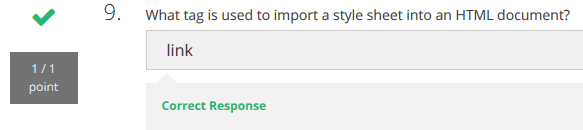 9. What tag is used to import a style sheet into an HTML document?
link
1 / 1
point
Correct Response